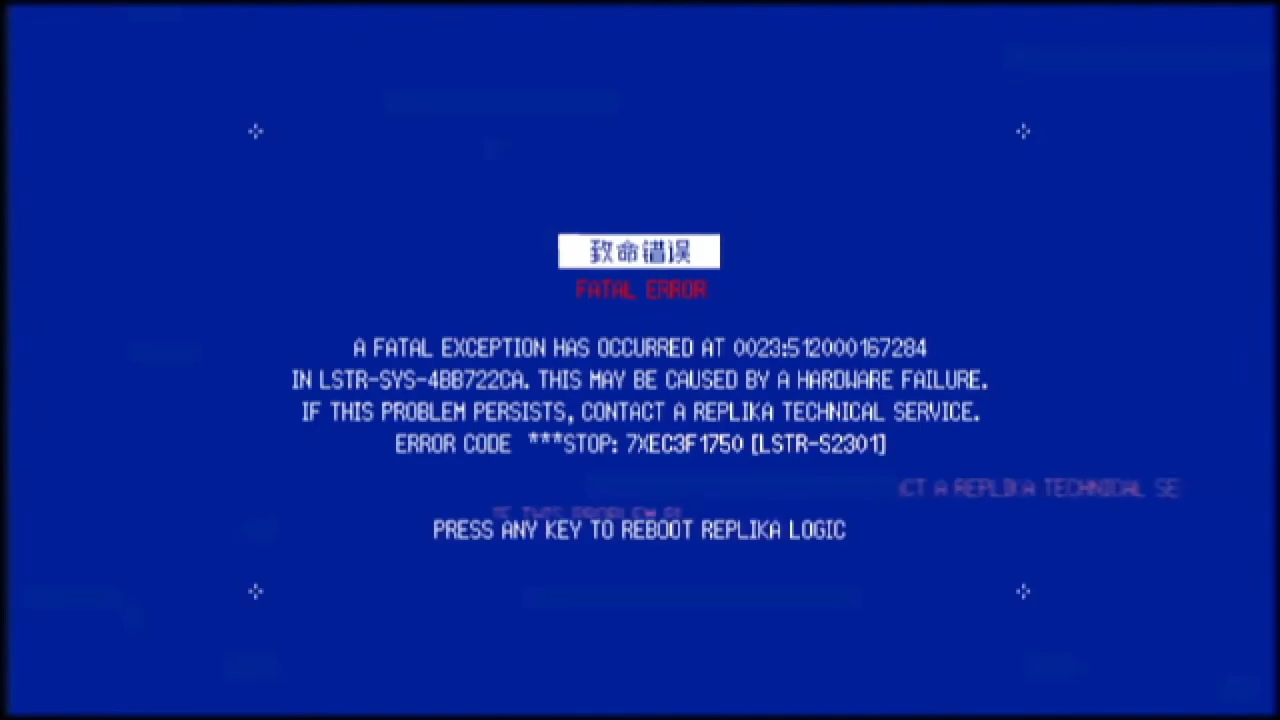 致命错误
FATAL ERROR
A FATAL EXCEPTION HAS OCCURRED AT 0023:512000167284
IN LSTR-SYS-4BB722CA. THIS MAY BE CAUSED BY A HARDWARE FAILURE.
IF THIS PROBLEM PERSISTS, CONTACT A REPLIKA TECHNICAL SERVICE.
ERROR CODE ***STOP: 7XEC3F1750 [LSTR-S2301]
CT A REPLIKA TECHNICAL SE
THIS PROBLEM
PRESS ANY KEY TO REBOOT REPLIKA LOGIC